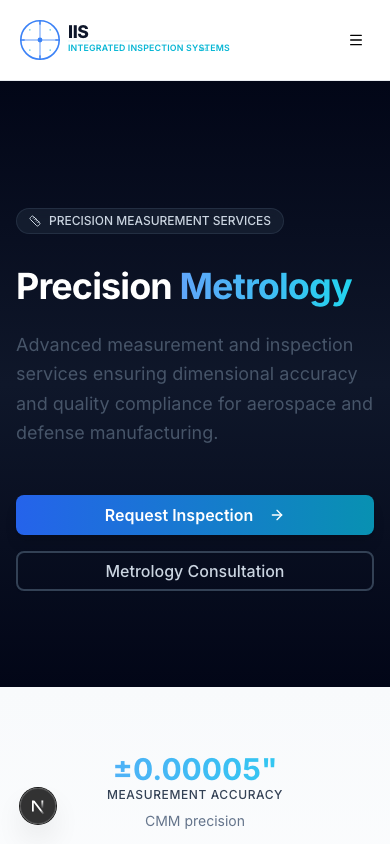 IIS
INTEGRATED INSPECTION SYSTEMS
PRECISION MEASUREMENT SERVICES
Precision Metrology
Advanced measurement and inspection
services ensuring dimensional accuracy
and quality compliance for aerospace and
defense manufacturing.
Request Inspection →
Metrology Consultation
±0.00005"
MEASUREMENT ACCURACY
CMM precision
N